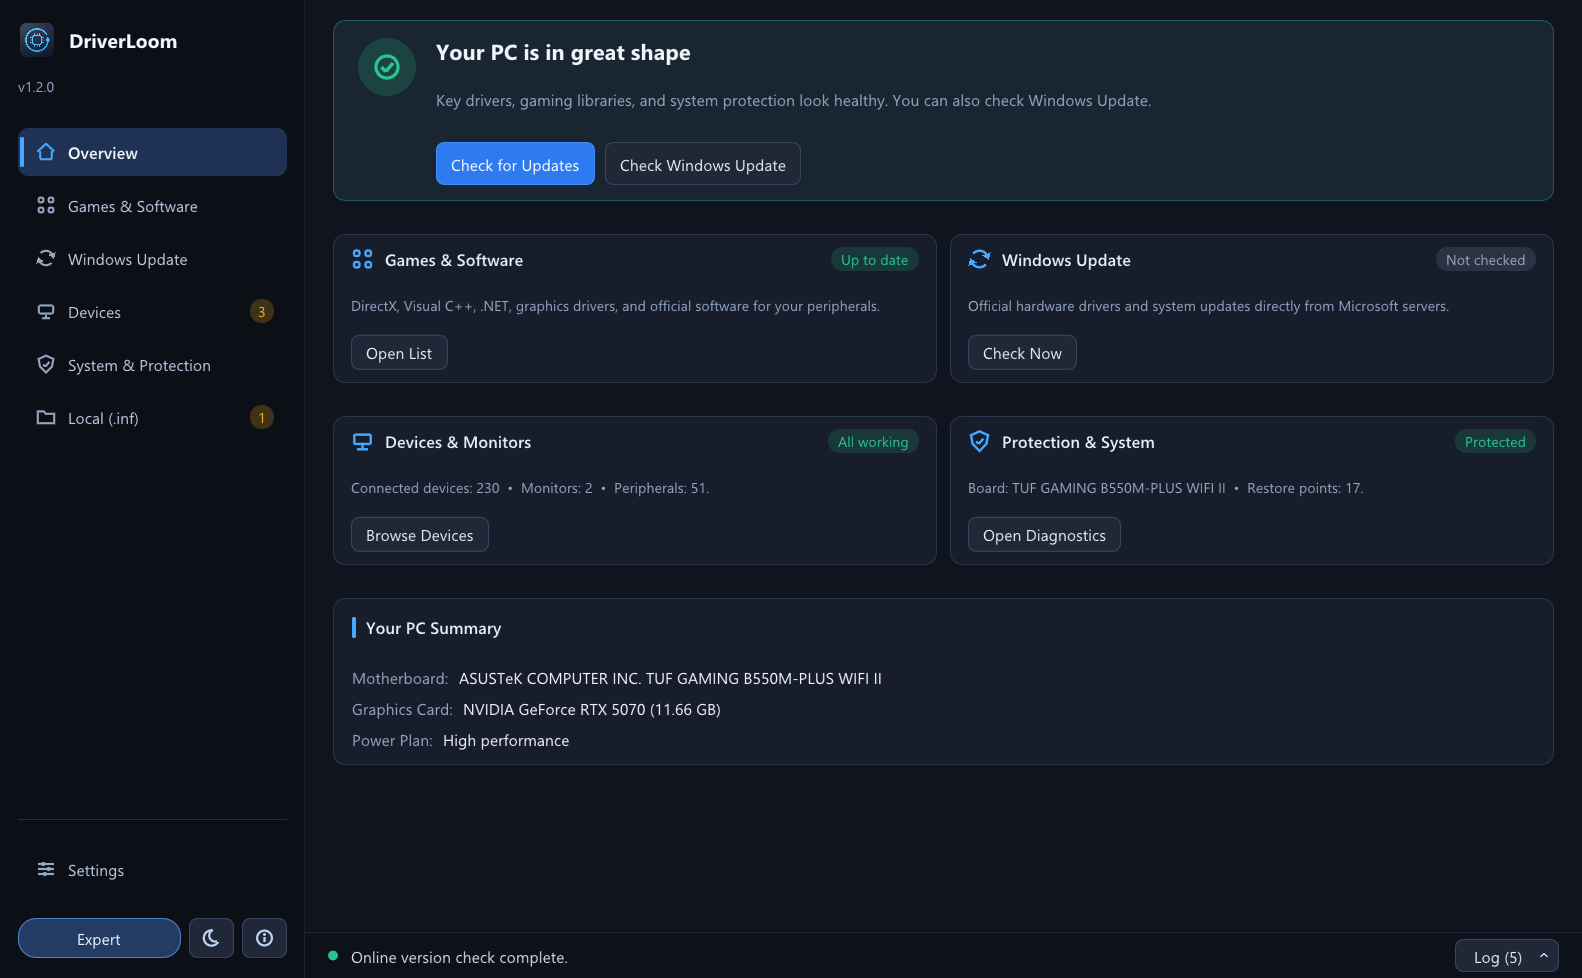 DriverLoom
v1.2.0
Overview
Games & Software
Windows Update
Devices 3
System & Protection
Local (.inf) 1
Settings
Expert
Your PC is in great shape
Key drivers, gaming libraries, and system protection look healthy. You can also check Windows Update.
Check for Updates Check Windows Update
Games & Software Up to date
DirectX, Visual C++, .NET, graphics drivers, and official software for your peripherals.
Open List
Windows Update Not checked
Official hardware drivers and system updates directly from Microsoft servers.
Check Now
Devices & Monitors All working
Connected devices: 230 • Monitors: 2 • Peripherals: 51.
Browse Devices
Protection & System Protected
Board: TUF GAMING B550M-PLUS WIFI II • Restore points: 17.
Open Diagnostics
Your PC Summary
Motherboard: ASUSTeK COMPUTER INC. TUF GAMING B550M-PLUS WIFI II
Graphics Card: NVIDIA GeForce RTX 5070 (11.66 GB)
Power Plan: High performance
Online version check complete.
Log (5)